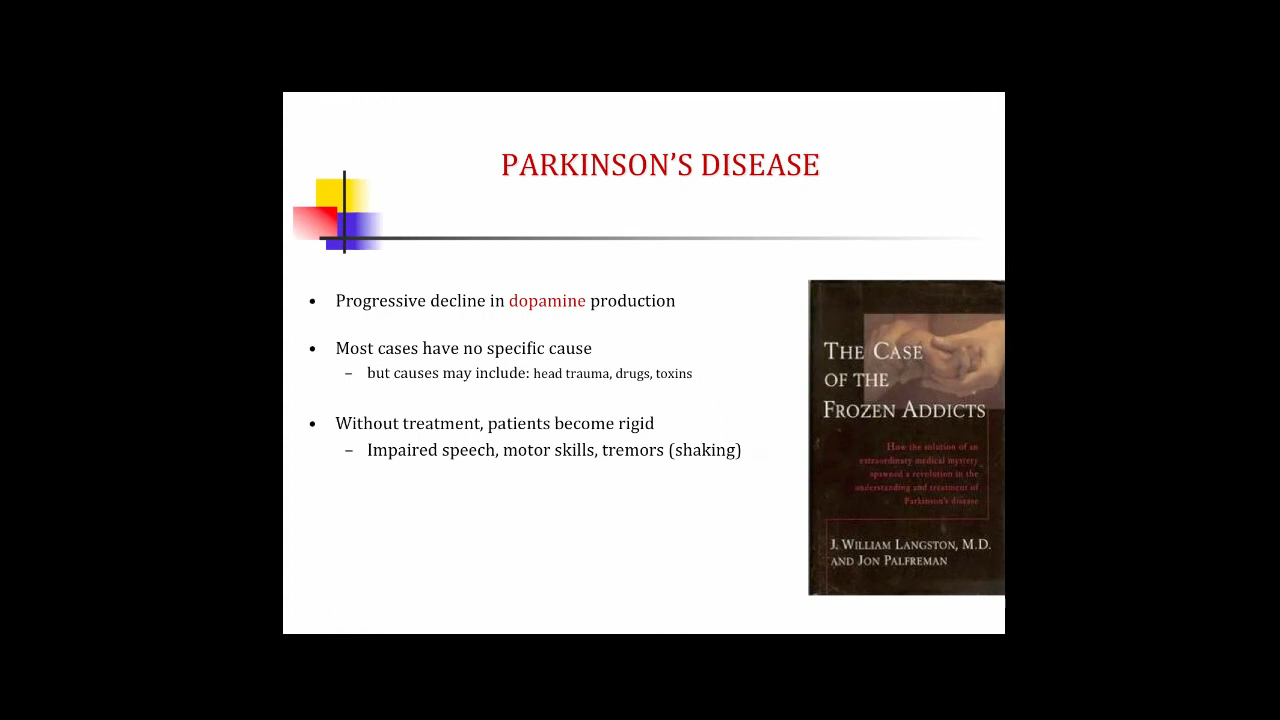 PARKINSON’S DISEASE
• Progressive decline in dopamine production
• Most cases have no specific cause
– but causes may include: head trauma, drugs, toxins
• Without treatment, patients become rigid
– Impaired speech, motor skills, tremors (shaking)
THE CASE
OF THE
FROZEN ADDICTS
How the solution of an
extraordinary medical mystery
spawned a revolution in the
understanding and treatment of
Parkinson's disease
J. WILLIAM LANGSTON, M.D.
AND JON PALFREMAN